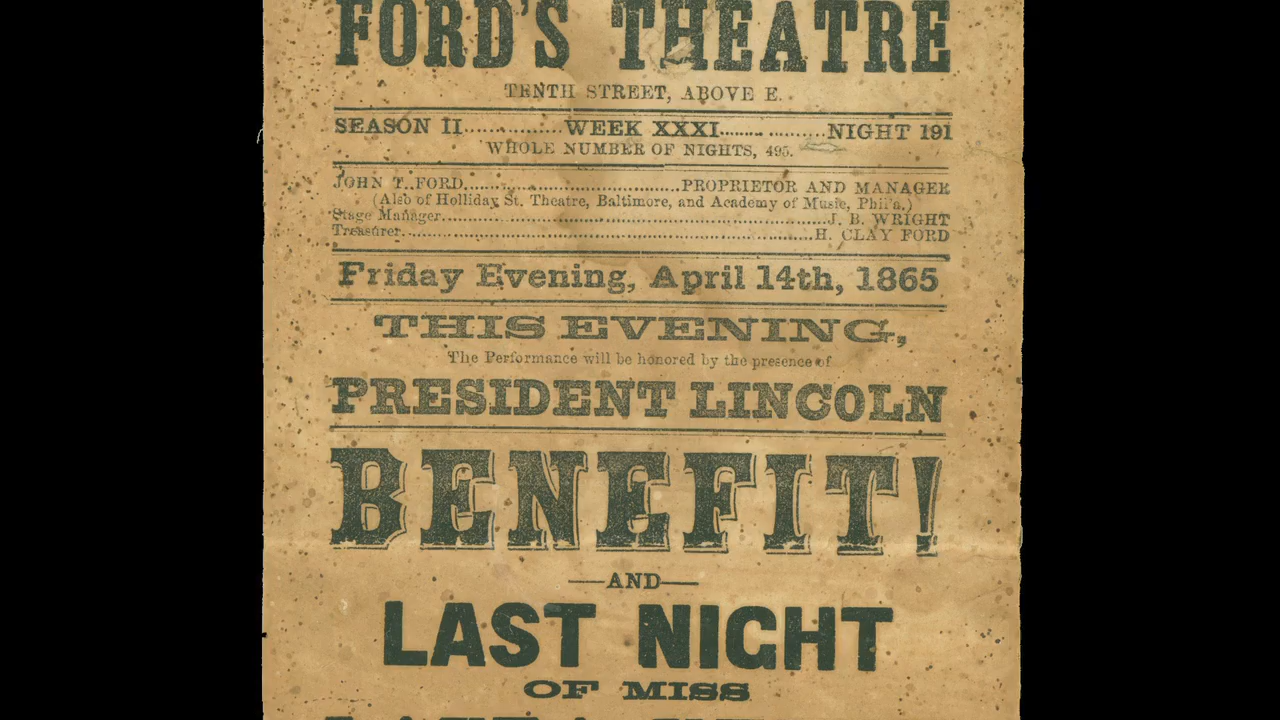 FORD'S THEATRE
TENTH STREET, ABOVE E.
SEASON II..............WEEK XXXI....... ...........NIGHT 191
WHOLE NUMBER OF NIGHTS, 495.
JOHN T. FORD......................................PROPRIETOR AND MANAGER
(Also of Holliday St. Theatre, Baltimore, and Academy of Music, Phil'a.)
Stage Manager......................................................................J. B. WRIGHT
Treasurer...........................................................................H. CLAY FORD
Friday Evening, April 14th, 1865
THIS EVENING,
The Performance will be honored by the presence of
PRESIDENT LINCOLN
BENEFIT!
—AND—
LAST NIGHT
OF MISS